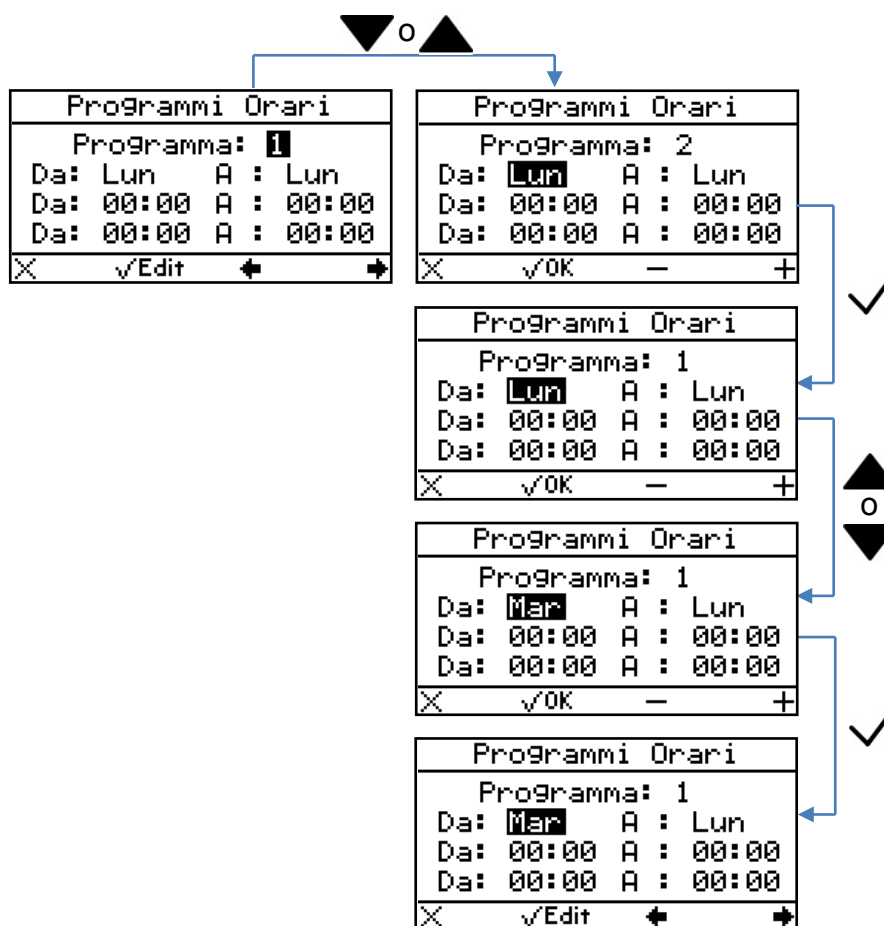 o
Programmi Orari
Programma: 1
Da: Lun A : Lun
Da: 00:00 A : 00:00
Da: 00:00 A : 00:00
X √Edit
Programmi Orari
Programma: 2
Da: Lun A : Lun
Da: 00:00 A : 00:00
Da: 00:00 A : 00:00
X √OK − +
Programmi Orari
Programma: 1
Da: Lun A : Lun
Da: 00:00 A : 00:00
Da: 00:00 A : 00:00
X √OK − +
o
Programmi Orari
Programma: 1
Da: Mar A : Lun
Da: 00:00 A : 00:00
Da: 00:00 A : 00:00
X √OK − +
Programmi Orari
Programma: 1
Da: Mar A : Lun
Da: 00:00 A : 00:00
Da: 00:00 A : 00:00
X √Edit